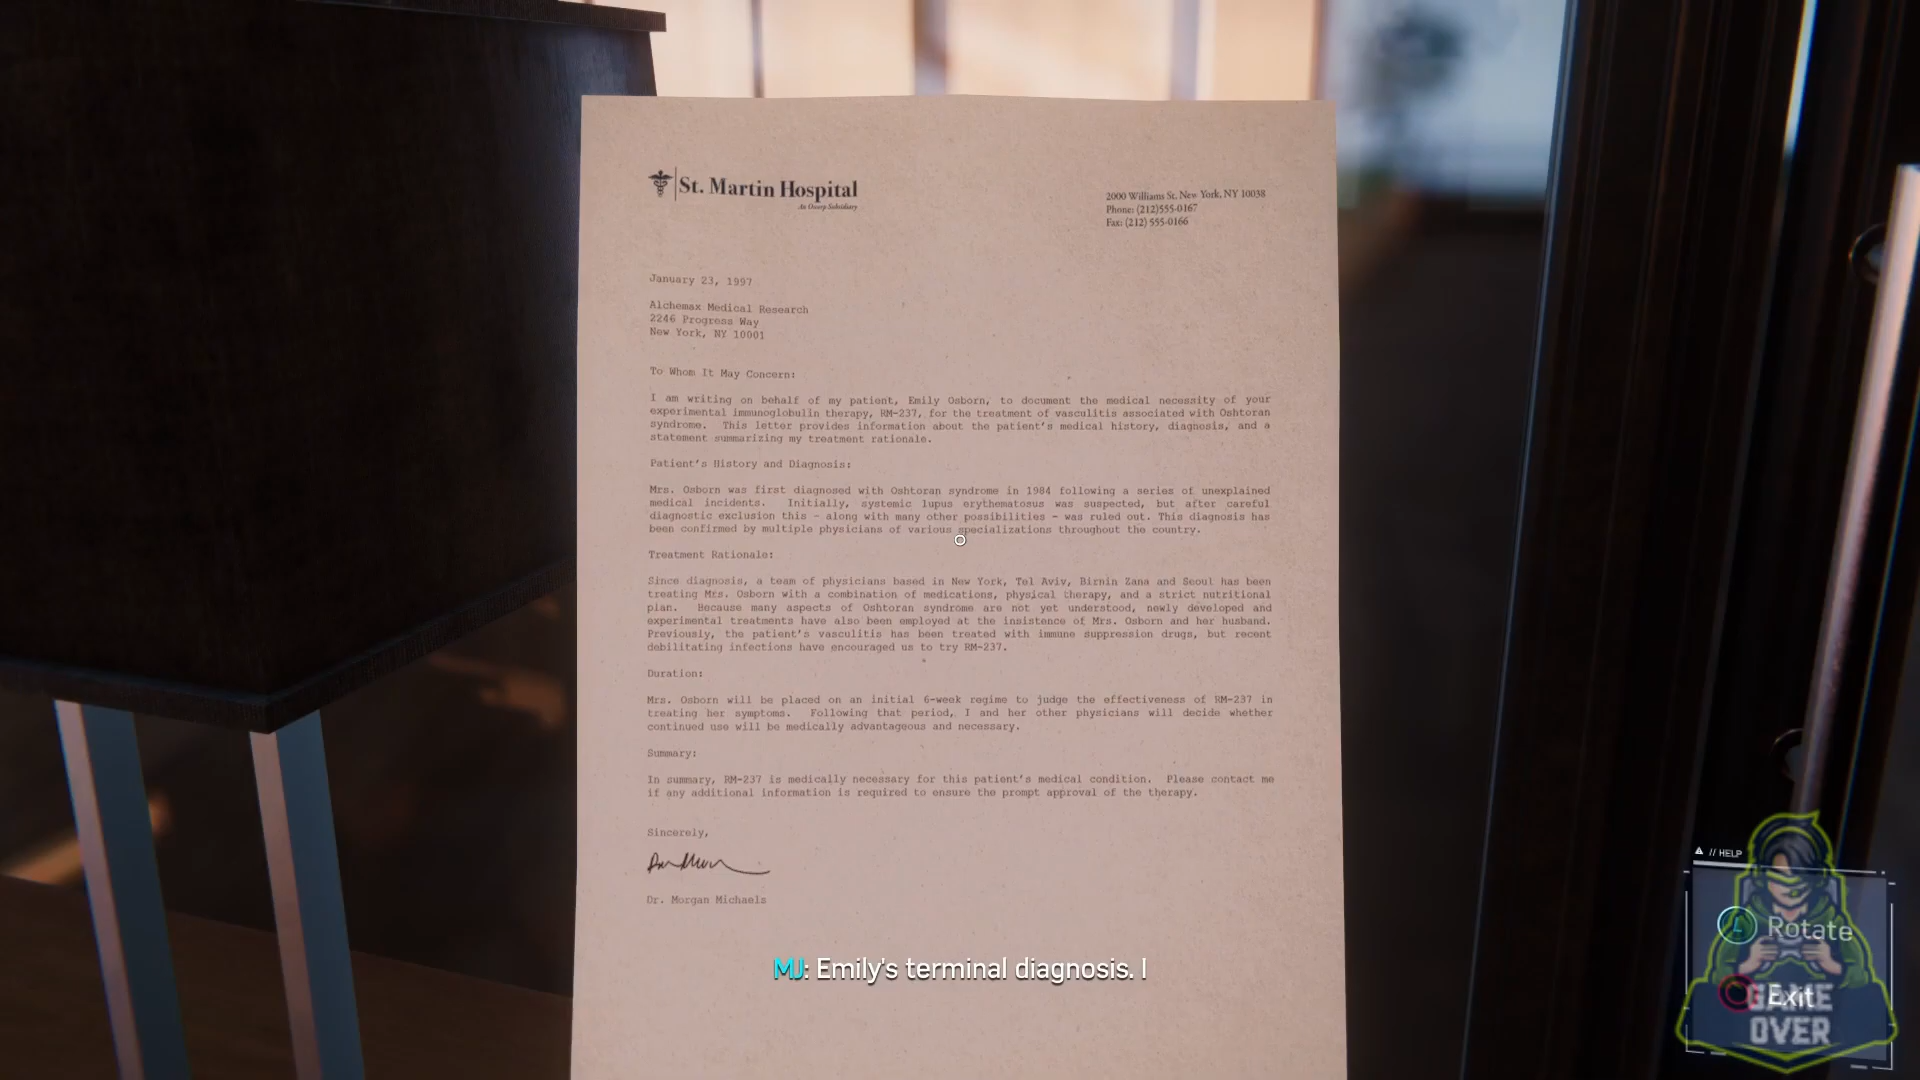 St. Martin Hospital
An Oscorp Subsidiary
2000 Williams St. New York, NY 10038
Phone: (212)555-0167
Fax: (212) 555-0166
January 23, 1997
Alchemax Medical Research
2246 Progress Way
New York, NY 10001
To Whom It May Concern:
I am writing on behalf of my patient, Emily Osborn, to document the medical necessity of your
experimental immunoglobulin therapy, RM-237, for the treatment of vasculitis associated with Oshtoran
syndrome. This letter provides information about the patient's medical history, diagnosis, and a
statement summarizing my treatment rationale.
Patient's History and Diagnosis:
Mrs. Osborn was first diagnosed with Oshtoran syndrome in 1984 following a series of unexplained
medical incidents. Initially, systemic lupus erythematosus was suspected, but after careful
diagnostic exclusion this - along with many other possibilities - was ruled out. This diagnosis has
been confirmed by multiple physicians of various specializations throughout the country.
Treatment Rationale:
Since diagnosis, a team of physicians based in New York, Tel Aviv, Birnin Zana and Seoul has been
treating Mrs. Osborn with a combination of medications, physical therapy, and a strict nutritional
plan. Because many aspects of Oshtoran syndrome are not yet understood, newly developed and
experimental treatments have also been employed at the insistence of Mrs. Osborn and her husband.
Previously, the patient's vasculitis has been treated with immune suppression drugs, but recent
debilitating infections have encouraged us to try RM-237.
Duration:
Mrs. Osborn will be placed on an initial 6-week regime to judge the effectiveness of RM-237 in
treating her symptoms. Following that period, I and her other physicians will decide whether
continued use will be medically advantageous and necessary.
Summary:
In summary, RM-237 is medically necessary for this patient's medical condition. Please contact me
if any additional information is required to ensure the prompt approval of the therapy.
Sincerely,
Dr. Morgan Michaels
MJ: Emily's terminal diagnosis. I
// HELP
L Rotate
Exit
GAME
OVER